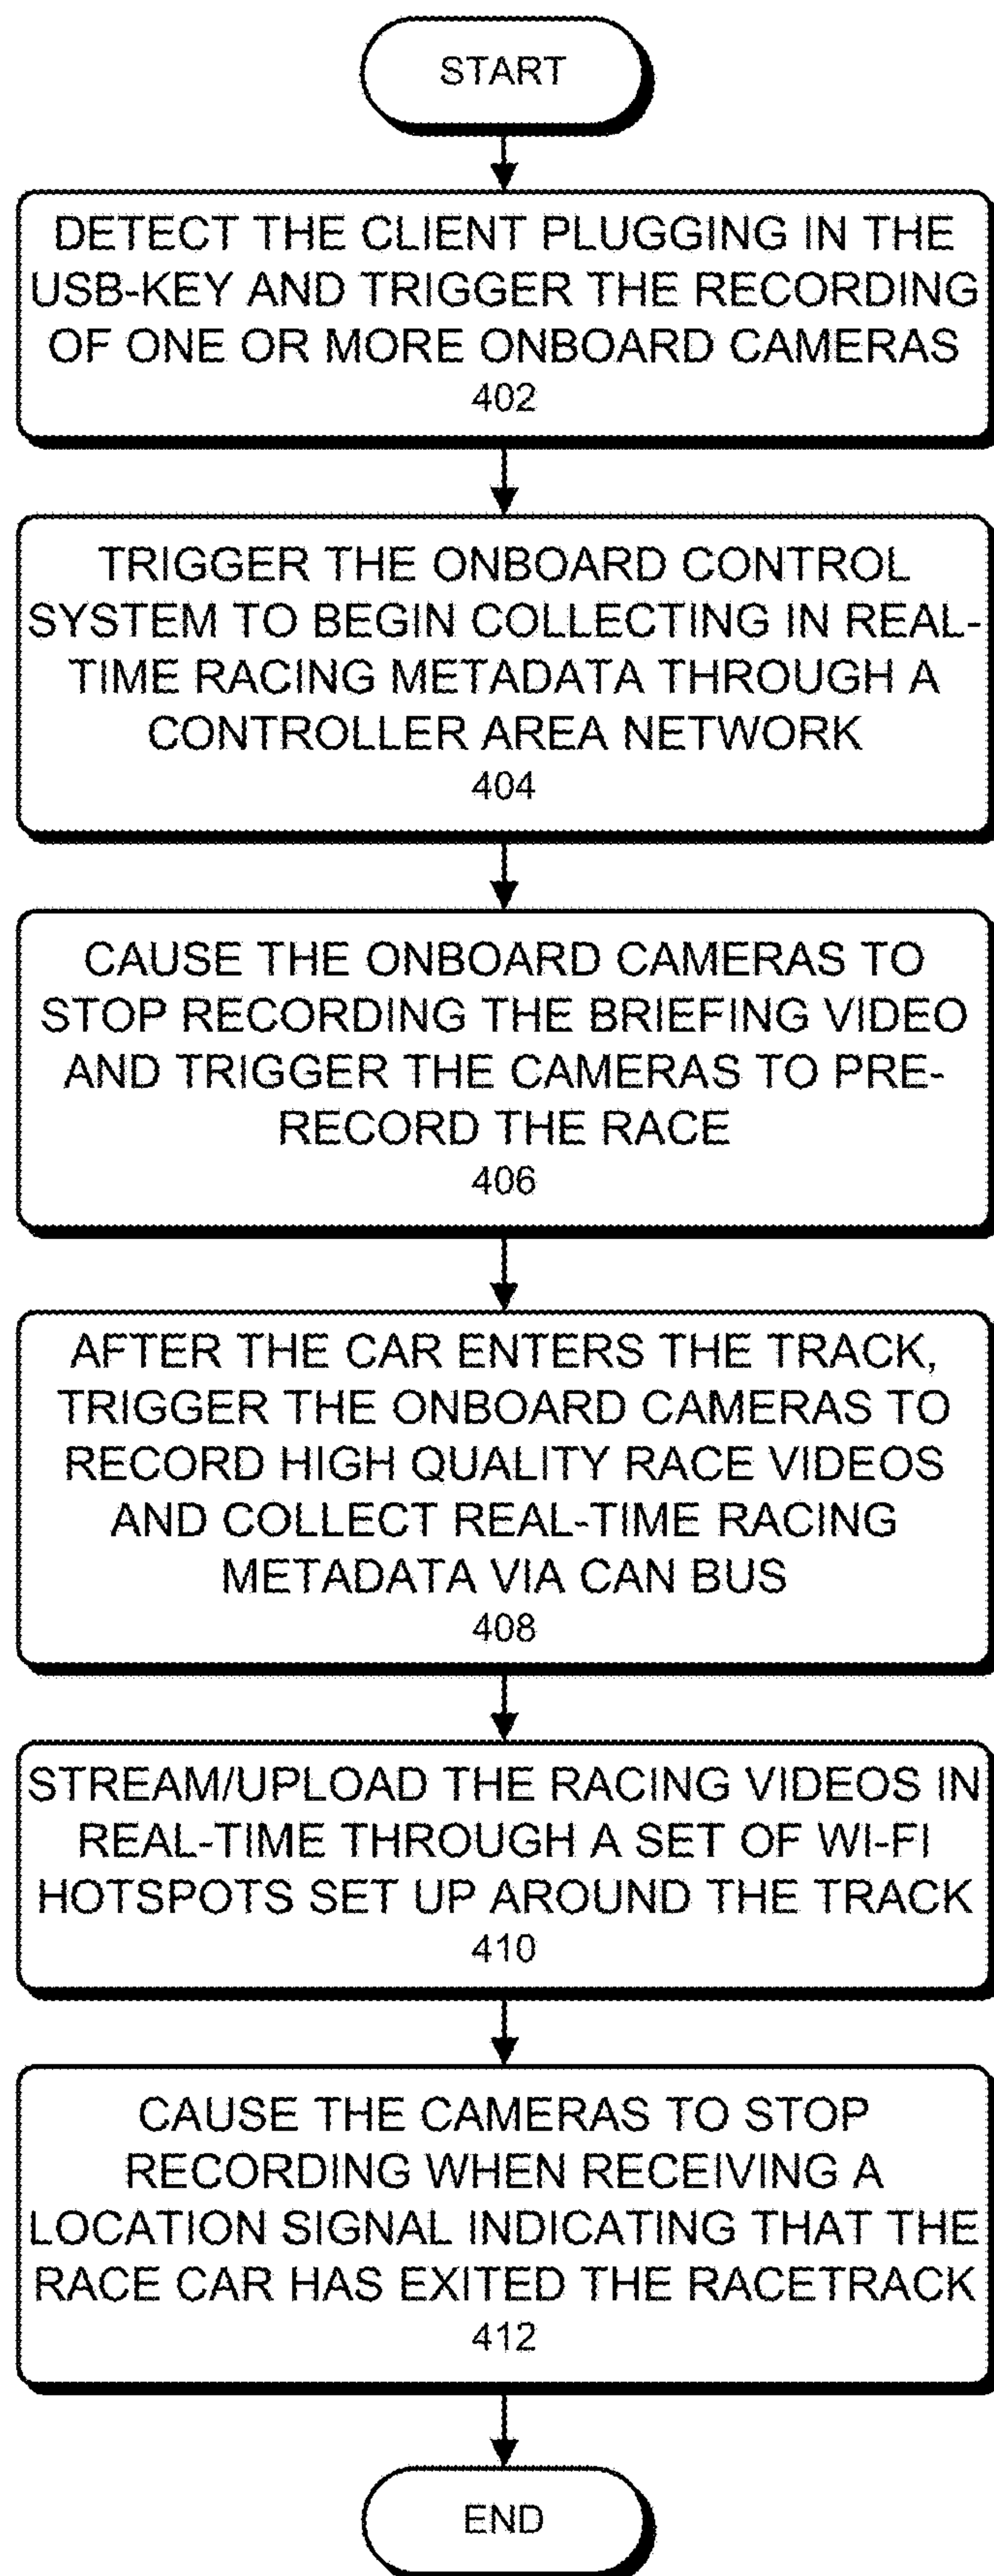 START
DETECT THE CLIENT PLUGGING IN THE
USB-KEY AND TRIGGER THE RECORDING
OF ONE OR MORE ONBOARD CAMERAS
402
TRIGGER THE ONBOARD CONTROL
SYSTEM TO BEGIN COLLECTING IN REAL-
TIME RACING METADATA THROUGH A
CONTROLLER AREA NETWORK
404
CAUSE THE ONBOARD CAMERAS TO
STOP RECORDING THE BRIEFING VIDEO
AND TRIGGER THE CAMERAS TO PRE-
RECORD THE RACE
406
AFTER THE CAR ENTERS THE TRACK,
TRIGGER THE ONBOARD CAMERAS TO
RECORD HIGH QUALITY RACE VIDEOS
AND COLLECT REAL-TIME RACING
METADATA VIA CAN BUS
408
STREAM/UPLOAD THE RACING VIDEOS IN
REAL-TIME THROUGH A SET OF WI-FI
HOTSPOTS SET UP AROUND THE TRACK
410
CAUSE THE CAMERAS TO STOP
RECORDING WHEN RECEIVING A
LOCATION SIGNAL INDICATING THAT THE
RACE CAR HAS EXITED THE RACETRACK
412
END